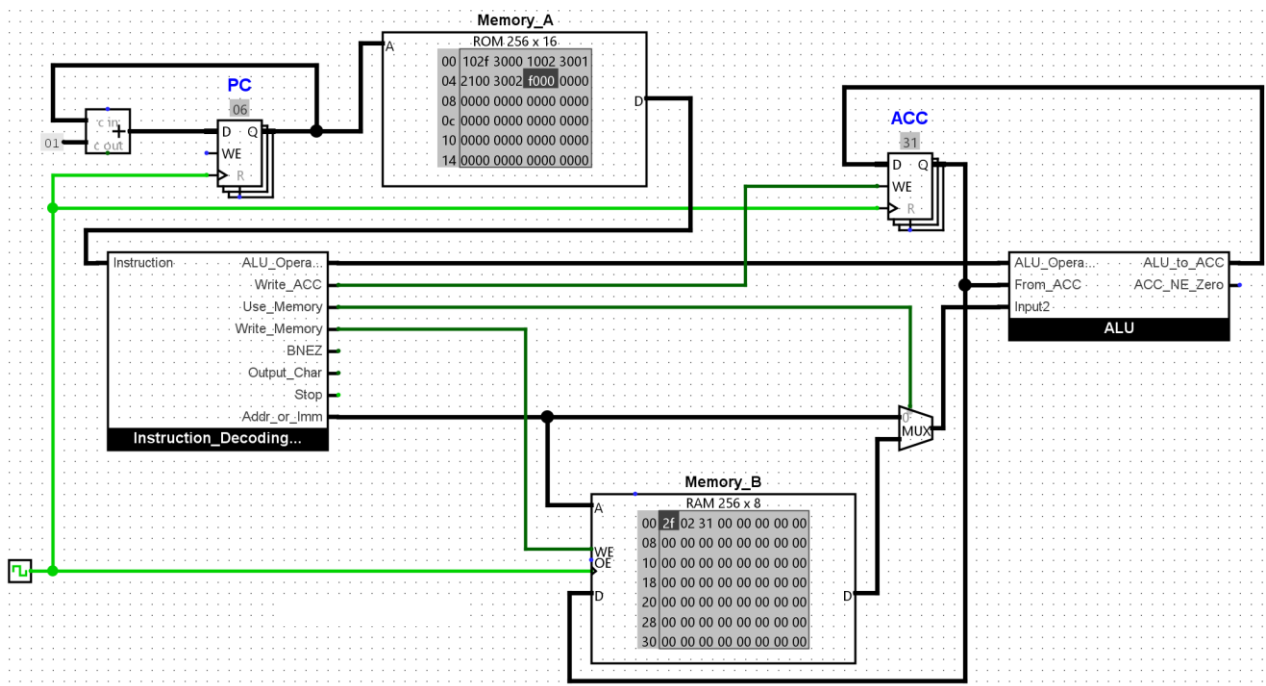 Memory_A
ROM 256 x 16
A
00 102f 3000 1002 3001
04 2100 3002 f000 0000
08 0000 0000 0000 0000
0c 0000 0000 0000 0000
10 0000 0000 0000 0000
14 0000 0000 0000 0000
D
PC
06
D Q
WE
R
c in
+
c out
01
ACC
31
D Q
WE
R
Instruction
ALU_Opera...
Write_ACC
Use_Memory
Write_Memory
BNEZ
Output_Char
Stop
Addr_or_Imm
Instruction_Decoding...
ALU_Opera... ALU_to_ACC
From_ACC ACC_NE_Zero
Input2
ALU
0
MUX
Memory_B
RAM 256 x 8
A
WE
OE
D
00 2f 02 31 00 00 00 00 00
08 00 00 00 00 00 00 00 00
10 00 00 00 00 00 00 00 00
18 00 00 00 00 00 00 00 00
20 00 00 00 00 00 00 00 00
28 00 00 00 00 00 00 00 00
30 00 00 00 00 00 00 00 00
D